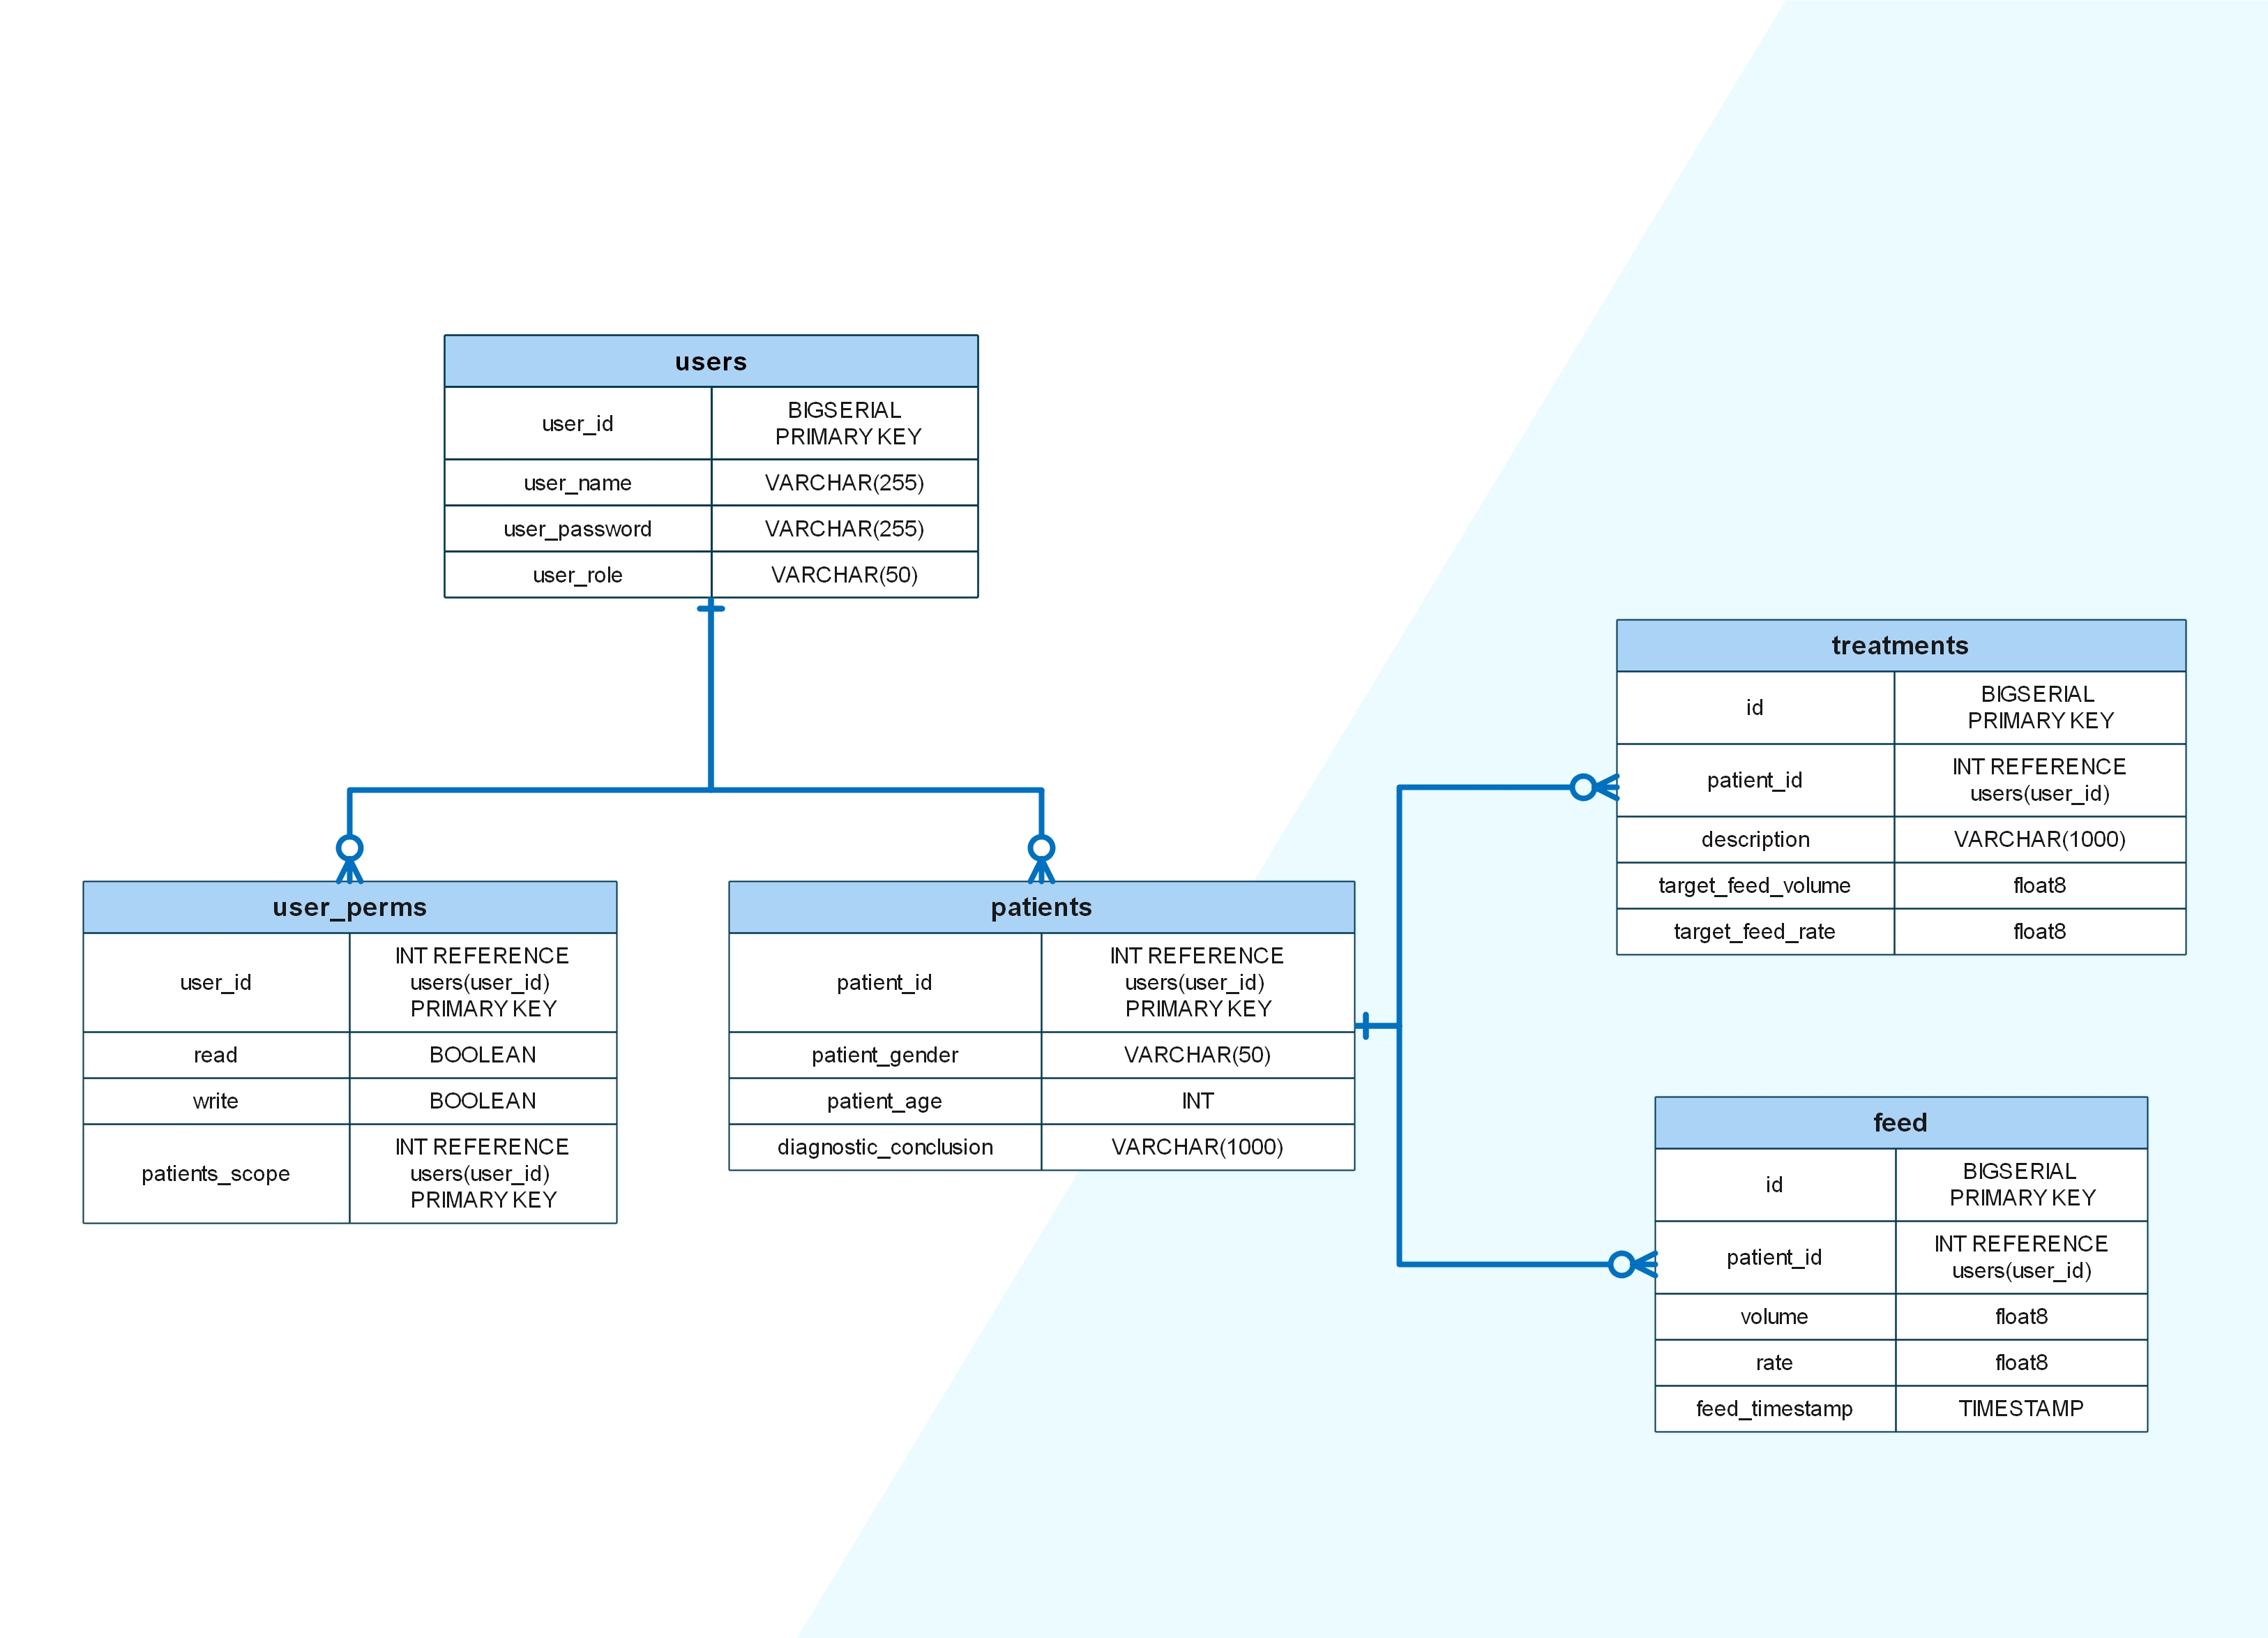 users
user_id
BIGSERIAL
PRIMARY KEY
user_name
VARCHAR(255)
user_password
VARCHAR(255)
user_role
VARCHAR(50)
user_perms
user_id
INT REFERENCE
users(user_id)
PRIMARY KEY
read
BOOLEAN
write
BOOLEAN
patients_scope
INT REFERENCE
users(user_id)
PRIMARY KEY
patients
patient_id
INT REFERENCE
users(user_id)
PRIMARY KEY
patient_gender
VARCHAR(50)
patient_age
INT
diagnostic_conclusion
VARCHAR(1000)
treatments
id
BIGSERIAL
PRIMARY KEY
patient_id
INT REFERENCE
users(user_id)
description
VARCHAR(1000)
target_feed_volume
float8
target_feed_rate
float8
feed
id
BIGSERIAL
PRIMARY KEY
patient_id
INT REFERENCE
users(user_id)
volume
float8
rate
float8
feed_timestamp
TIMESTAMP